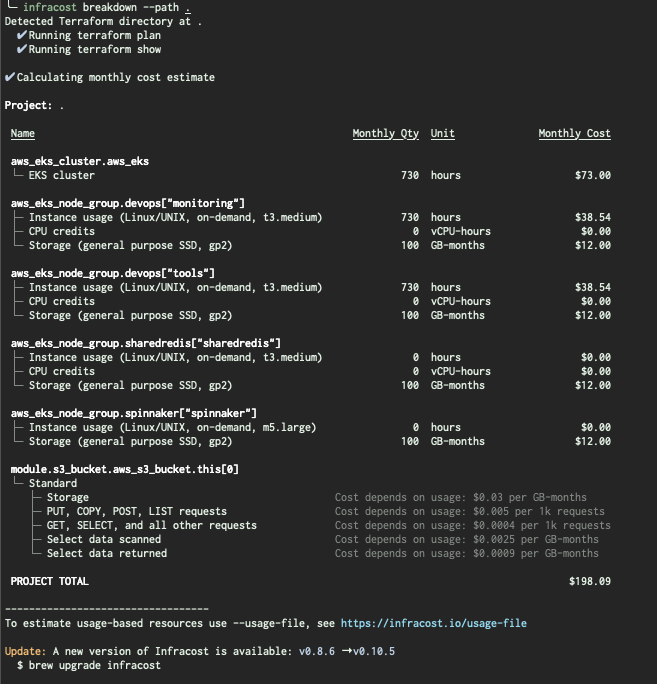 infracost breakdown --path .
Detected Terraform directory at .
✔ Running terraform plan
✔ Running terraform show
✔ Calculating monthly cost estimate
Project: .
Name Monthly Qty Unit Monthly Cost
aws_eks_cluster.aws_eks
└─ EKS cluster 730 hours $73.00
aws_eks_node_group.devops["monitoring"]
├─ Instance usage (Linux/UNIX, on-demand, t3.medium) 730 hours $38.54
├─ CPU credits 0 vCPU-hours $0.00
└─ Storage (general purpose SSD, gp2) 100 GB-months $12.00
aws_eks_node_group.devops["tools"]
├─ Instance usage (Linux/UNIX, on-demand, t3.medium) 730 hours $38.54
├─ CPU credits 0 vCPU-hours $0.00
└─ Storage (general purpose SSD, gp2) 100 GB-months $12.00
aws_eks_node_group.sharedredis["sharedredis"]
├─ Instance usage (Linux/UNIX, on-demand, t3.medium) 0 hours $0.00
├─ CPU credits 0 vCPU-hours $0.00
└─ Storage (general purpose SSD, gp2) 100 GB-months $12.00
aws_eks_node_group.spinnaker["spinnaker"]
├─ Instance usage (Linux/UNIX, on-demand, m5.large) 0 hours $0.00
└─ Storage (general purpose SSD, gp2) 100 GB-months $12.00
module.s3_bucket.aws_s3_bucket.this[0]
└─ Standard
├─ Storage Cost depends on usage: $0.03 per GB-months
├─ PUT, COPY, POST, LIST requests Cost depends on usage: $0.005 per 1k requests
├─ GET, SELECT, and all other requests Cost depends on usage: $0.0004 per 1k requests
├─ Select data scanned Cost depends on usage: $0.0025 per GB-months
└─ Select data returned Cost depends on usage: $0.0009 per GB-months
PROJECT TOTAL $198.09
----------------------------------
To estimate usage-based resources use --usage-file, see https://infracost.io/usage-file
Update: A new version of Infracost is available: v0.8.6 → v0.10.5
$ brew upgrade infracost